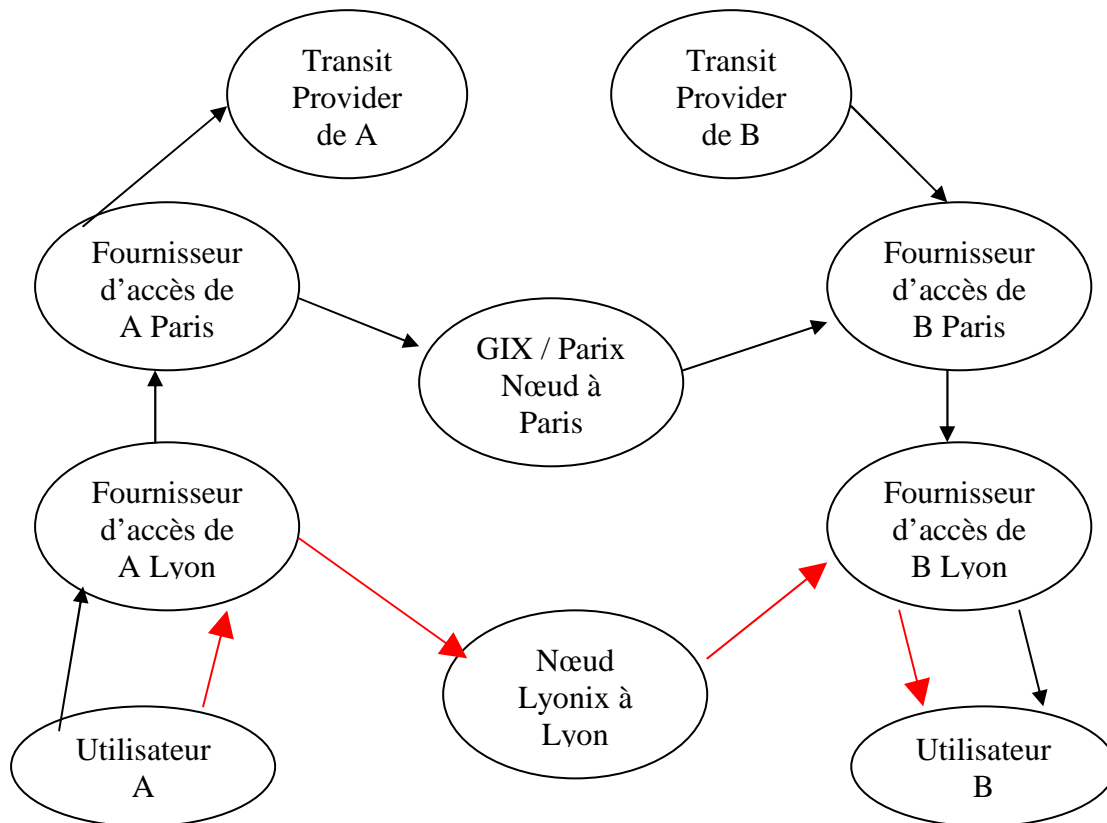 Transit
Provider
de A
Transit
Provider
de B
Fournisseur
d'accès de
A Paris
Fournisseur
d'accès de
B Paris
GIX / Parix
Nœud à
Paris
Fournisseur
d'accès de
A Lyon
Fournisseur
d'accès de
B Lyon
Nœud
Lyonix à
Lyon
Utilisateur
A
Utilisateur
B